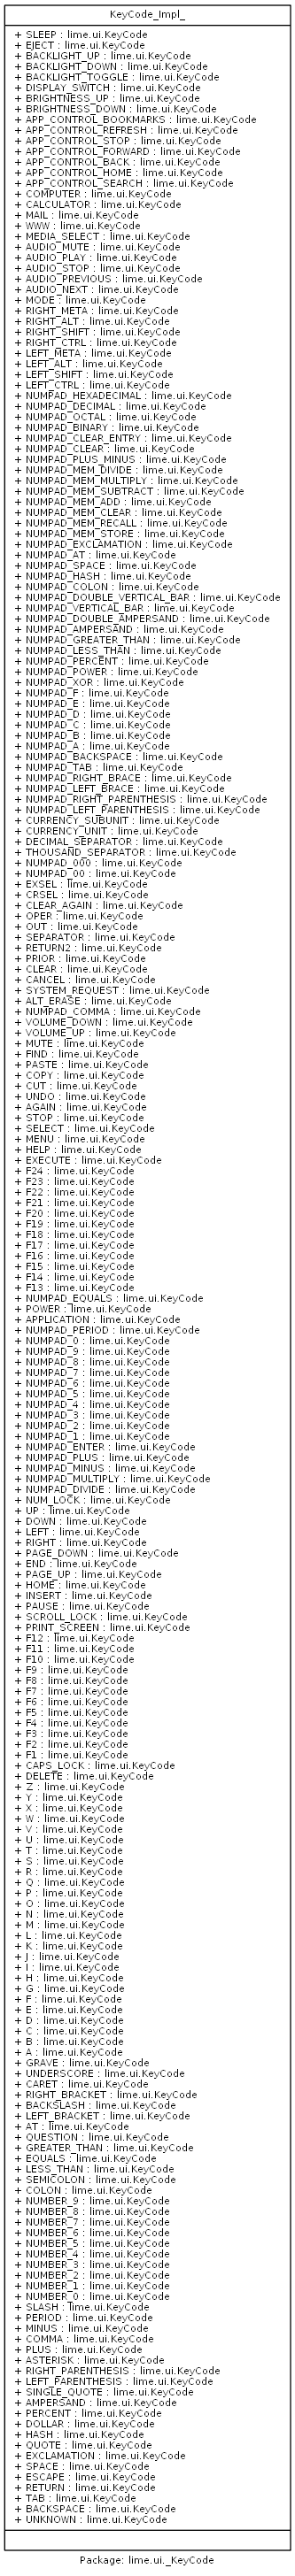 KeyCode_Impl_
+ SLEEP : lime.ui.KeyCode
+ EJECT : lime.ui.KeyCode
+ BACKLIGHT_UP : lime.ui.KeyCode
+ BACKLIGHT_DOWN : lime.ui.KeyCode
+ BACKLIGHT_TOGGLE : lime.ui.KeyCode
+ DISPLAY_SWITCH : lime.ui.KeyCode
+ BRIGHTNESS_UP : lime.ui.KeyCode
+ BRIGHTNESS_DOWN : lime.ui.KeyCode
+ APP_CONTROL_BOOKMARKS : lime.ui.KeyCode
+ APP_CONTROL_REFRESH : lime.ui.KeyCode
+ APP_CONTROL_STOP : lime.ui.KeyCode
+ APP_CONTROL_FORWARD : lime.ui.KeyCode
+ APP_CONTROL_BACK : lime.ui.KeyCode
+ APP_CONTROL_HOME : lime.ui.KeyCode
+ APP_CONTROL_SEARCH : lime.ui.KeyCode
+ COMPUTER : lime.ui.KeyCode
+ CALCULATOR : lime.ui.KeyCode
+ MAIL : lime.ui.KeyCode
+ WWW : lime.ui.KeyCode
+ MEDIA_SELECT : lime.ui.KeyCode
+ AUDIO_MUTE : lime.ui.KeyCode
+ AUDIO_PLAY : lime.ui.KeyCode
+ AUDIO_STOP : lime.ui.KeyCode
+ AUDIO_PREVIOUS : lime.ui.KeyCode
+ AUDIO_NEXT : lime.ui.KeyCode
+ MODE : lime.ui.KeyCode
+ RIGHT_META : lime.ui.KeyCode
+ RIGHT_ALT : lime.ui.KeyCode
+ RIGHT_SHIFT : lime.ui.KeyCode
+ RIGHT_CTRL : lime.ui.KeyCode
+ LEFT_META : lime.ui.KeyCode
+ LEFT_ALT : lime.ui.KeyCode
+ LEFT_SHIFT : lime.ui.KeyCode
+ LEFT_CTRL : lime.ui.KeyCode
+ NUMPAD_HEXADECIMAL : lime.ui.KeyCode
+ NUMPAD_DECIMAL : lime.ui.KeyCode
+ NUMPAD_OCTAL : lime.ui.KeyCode
+ NUMPAD_BINARY : lime.ui.KeyCode
+ NUMPAD_CLEAR_ENTRY : lime.ui.KeyCode
+ NUMPAD_CLEAR : lime.ui.KeyCode
+ NUMPAD_PLUS_MINUS : lime.ui.KeyCode
+ NUMPAD_MEM_DIVIDE : lime.ui.KeyCode
+ NUMPAD_MEM_MULTIPLY : lime.ui.KeyCode
+ NUMPAD_MEM_SUBTRACT : lime.ui.KeyCode
+ NUMPAD_MEM_ADD : lime.ui.KeyCode
+ NUMPAD_MEM_CLEAR : lime.ui.KeyCode
+ NUMPAD_MEM_RECALL : lime.ui.KeyCode
+ NUMPAD_MEM_STORE : lime.ui.KeyCode
+ NUMPAD_EXCLAMATION : lime.ui.KeyCode
+ NUMPAD_AT : lime.ui.KeyCode
+ NUMPAD_SPACE : lime.ui.KeyCode
+ NUMPAD_HASH : lime.ui.KeyCode
+ NUMPAD_COLON : lime.ui.KeyCode
+ NUMPAD_DOUBLE_VERTICAL_BAR : lime.ui.KeyCode
+ NUMPAD_VERTICAL_BAR : lime.ui.KeyCode
+ NUMPAD_DOUBLE_AMPERSAND : lime.ui.KeyCode
+ NUMPAD_AMPERSAND : lime.ui.KeyCode
+ NUMPAD_GREATER_THAN : lime.ui.KeyCode
+ NUMPAD_LESS_THAN : lime.ui.KeyCode
+ NUMPAD_PERCENT : lime.ui.KeyCode
+ NUMPAD_POWER : lime.ui.KeyCode
+ NUMPAD_XOR : lime.ui.KeyCode
+ NUMPAD_F : lime.ui.KeyCode
+ NUMPAD_E : lime.ui.KeyCode
+ NUMPAD_D : lime.ui.KeyCode
+ NUMPAD_C : lime.ui.KeyCode
+ NUMPAD_B : lime.ui.KeyCode
+ NUMPAD_A : lime.ui.KeyCode
+ NUMPAD_BACKSPACE : lime.ui.KeyCode
+ NUMPAD_TAB : lime.ui.KeyCode
+ NUMPAD_RIGHT_BRACE : lime.ui.KeyCode
+ NUMPAD_LEFT_BRACE : lime.ui.KeyCode
+ NUMPAD_RIGHT_PARENTHESIS : lime.ui.KeyCode
+ NUMPAD_LEFT_PARENTHESIS : lime.ui.KeyCode
+ CURRENCY_SUBUNIT : lime.ui.KeyCode
+ CURRENCY_UNIT : lime.ui.KeyCode
+ DECIMAL_SEPARATOR : lime.ui.KeyCode
+ THOUSAND_SEPARATOR : lime.ui.KeyCode
+ NUMPAD_000 : lime.ui.KeyCode
+ NUMPAD_00 : lime.ui.KeyCode
+ EXSEL : lime.ui.KeyCode
+ CRSEL : lime.ui.KeyCode
+ CLEAR_AGAIN : lime.ui.KeyCode
+ OPER : lime.ui.KeyCode
+ OUT : lime.ui.KeyCode
+ SEPARATOR : lime.ui.KeyCode
+ RETURN2 : lime.ui.KeyCode
+ PRIOR : lime.ui.KeyCode
+ CLEAR : lime.ui.KeyCode
+ CANCEL : lime.ui.KeyCode
+ SYSTEM_REQUEST : lime.ui.KeyCode
+ ALT_ERASE : lime.ui.KeyCode
+ NUMPAD_COMMA : lime.ui.KeyCode
+ VOLUME_DOWN : lime.ui.KeyCode
+ VOLUME_UP : lime.ui.KeyCode
+ MUTE : lime.ui.KeyCode
+ FIND : lime.ui.KeyCode
+ PASTE : lime.ui.KeyCode
+ COPY : lime.ui.KeyCode
+ CUT : lime.ui.KeyCode
+ UNDO : lime.ui.KeyCode
+ AGAIN : lime.ui.KeyCode
+ STOP : lime.ui.KeyCode
+ SELECT : lime.ui.KeyCode
+ MENU : lime.ui.KeyCode
+ HELP : lime.ui.KeyCode
+ EXECUTE : lime.ui.KeyCode
+ F24 : lime.ui.KeyCode
+ F23 : lime.ui.KeyCode
+ F22 : lime.ui.KeyCode
+ F21 : lime.ui.KeyCode
+ F20 : lime.ui.KeyCode
+ F19 : lime.ui.KeyCode
+ F18 : lime.ui.KeyCode
+ F17 : lime.ui.KeyCode
+ F16 : lime.ui.KeyCode
+ F15 : lime.ui.KeyCode
+ F14 : lime.ui.KeyCode
+ F13 : lime.ui.KeyCode
+ NUMPAD_EQUALS : lime.ui.KeyCode
+ POWER : lime.ui.KeyCode
+ APPLICATION : lime.ui.KeyCode
+ NUMPAD_PERIOD : lime.ui.KeyCode
+ NUMPAD_0 : lime.ui.KeyCode
+ NUMPAD_9 : lime.ui.KeyCode
+ NUMPAD_8 : lime.ui.KeyCode
+ NUMPAD_7 : lime.ui.KeyCode
+ NUMPAD_6 : lime.ui.KeyCode
+ NUMPAD_5 : lime.ui.KeyCode
+ NUMPAD_4 : lime.ui.KeyCode
+ NUMPAD_3 : lime.ui.KeyCode
+ NUMPAD_2 : lime.ui.KeyCode
+ NUMPAD_1 : lime.ui.KeyCode
+ NUMPAD_ENTER : lime.ui.KeyCode
+ NUMPAD_PLUS : lime.ui.KeyCode
+ NUMPAD_MINUS : lime.ui.KeyCode
+ NUMPAD_MULTIPLY : lime.ui.KeyCode
+ NUMPAD_DIVIDE : lime.ui.KeyCode
+ NUM_LOCK : lime.ui.KeyCode
+ UP : lime.ui.KeyCode
+ DOWN : lime.ui.KeyCode
+ LEFT : lime.ui.KeyCode
+ RIGHT : lime.ui.KeyCode
+ PAGE_DOWN : lime.ui.KeyCode
+ END : lime.ui.KeyCode
+ PAGE_UP : lime.ui.KeyCode
+ HOME : lime.ui.KeyCode
+ INSERT : lime.ui.KeyCode
+ PAUSE : lime.ui.KeyCode
+ SCROLL_LOCK : lime.ui.KeyCode
+ PRINT_SCREEN : lime.ui.KeyCode
+ F12 : lime.ui.KeyCode
+ F11 : lime.ui.KeyCode
+ F10 : lime.ui.KeyCode
+ F9 : lime.ui.KeyCode
+ F8 : lime.ui.KeyCode
+ F7 : lime.ui.KeyCode
+ F6 : lime.ui.KeyCode
+ F5 : lime.ui.KeyCode
+ F4 : lime.ui.KeyCode
+ F3 : lime.ui.KeyCode
+ F2 : lime.ui.KeyCode
+ F1 : lime.ui.KeyCode
+ CAPS_LOCK : lime.ui.KeyCode
+ DELETE : lime.ui.KeyCode
+ Z : lime.ui.KeyCode
+ Y : lime.ui.KeyCode
+ X : lime.ui.KeyCode
+ W : lime.ui.KeyCode
+ V : lime.ui.KeyCode
+ U : lime.ui.KeyCode
+ T : lime.ui.KeyCode
+ S : lime.ui.KeyCode
+ R : lime.ui.KeyCode
+ Q : lime.ui.KeyCode
+ P : lime.ui.KeyCode
+ O : lime.ui.KeyCode
+ N : lime.ui.KeyCode
+ M : lime.ui.KeyCode
+ L : lime.ui.KeyCode
+ K : lime.ui.KeyCode
+ J : lime.ui.KeyCode
+ I : lime.ui.KeyCode
+ H : lime.ui.KeyCode
+ G : lime.ui.KeyCode
+ F : lime.ui.KeyCode
+ E : lime.ui.KeyCode
+ D : lime.ui.KeyCode
+ C : lime.ui.KeyCode
+ B : lime.ui.KeyCode
+ A : lime.ui.KeyCode
+ GRAVE : lime.ui.KeyCode
+ UNDERSCORE : lime.ui.KeyCode
+ CARET : lime.ui.KeyCode
+ RIGHT_BRACKET : lime.ui.KeyCode
+ BACKSLASH : lime.ui.KeyCode
+ LEFT_BRACKET : lime.ui.KeyCode
+ AT : lime.ui.KeyCode
+ QUESTION : lime.ui.KeyCode
+ GREATER_THAN : lime.ui.KeyCode
+ EQUALS : lime.ui.KeyCode
+ LESS_THAN : lime.ui.KeyCode
+ SEMICOLON : lime.ui.KeyCode
+ COLON : lime.ui.KeyCode
+ NUMBER_9 : lime.ui.KeyCode
+ NUMBER_8 : lime.ui.KeyCode
+ NUMBER_7 : lime.ui.KeyCode
+ NUMBER_6 : lime.ui.KeyCode
+ NUMBER_5 : lime.ui.KeyCode
+ NUMBER_4 : lime.ui.KeyCode
+ NUMBER_3 : lime.ui.KeyCode
+ NUMBER_2 : lime.ui.KeyCode
+ NUMBER_1 : lime.ui.KeyCode
+ NUMBER_0 : lime.ui.KeyCode
+ SLASH : lime.ui.KeyCode
+ PERIOD : lime.ui.KeyCode
+ MINUS : lime.ui.KeyCode
+ COMMA : lime.ui.KeyCode
+ PLUS : lime.ui.KeyCode
+ ASTERISK : lime.ui.KeyCode
+ RIGHT_PARENTHESIS : lime.ui.KeyCode
+ LEFT_PARENTHESIS : lime.ui.KeyCode
+ SINGLE_QUOTE : lime.ui.KeyCode
+ AMPERSAND : lime.ui.KeyCode
+ PERCENT : lime.ui.KeyCode
+ DOLLAR : lime.ui.KeyCode
+ HASH : lime.ui.KeyCode
+ QUOTE : lime.ui.KeyCode
+ EXCLAMATION : lime.ui.KeyCode
+ SPACE : lime.ui.KeyCode
+ ESCAPE : lime.ui.KeyCode
+ RETURN : lime.ui.KeyCode
+ TAB : lime.ui.KeyCode
+ BACKSPACE : lime.ui.KeyCode
+ UNKNOWN : lime.ui.KeyCode
Package: lime.ui._KeyCode